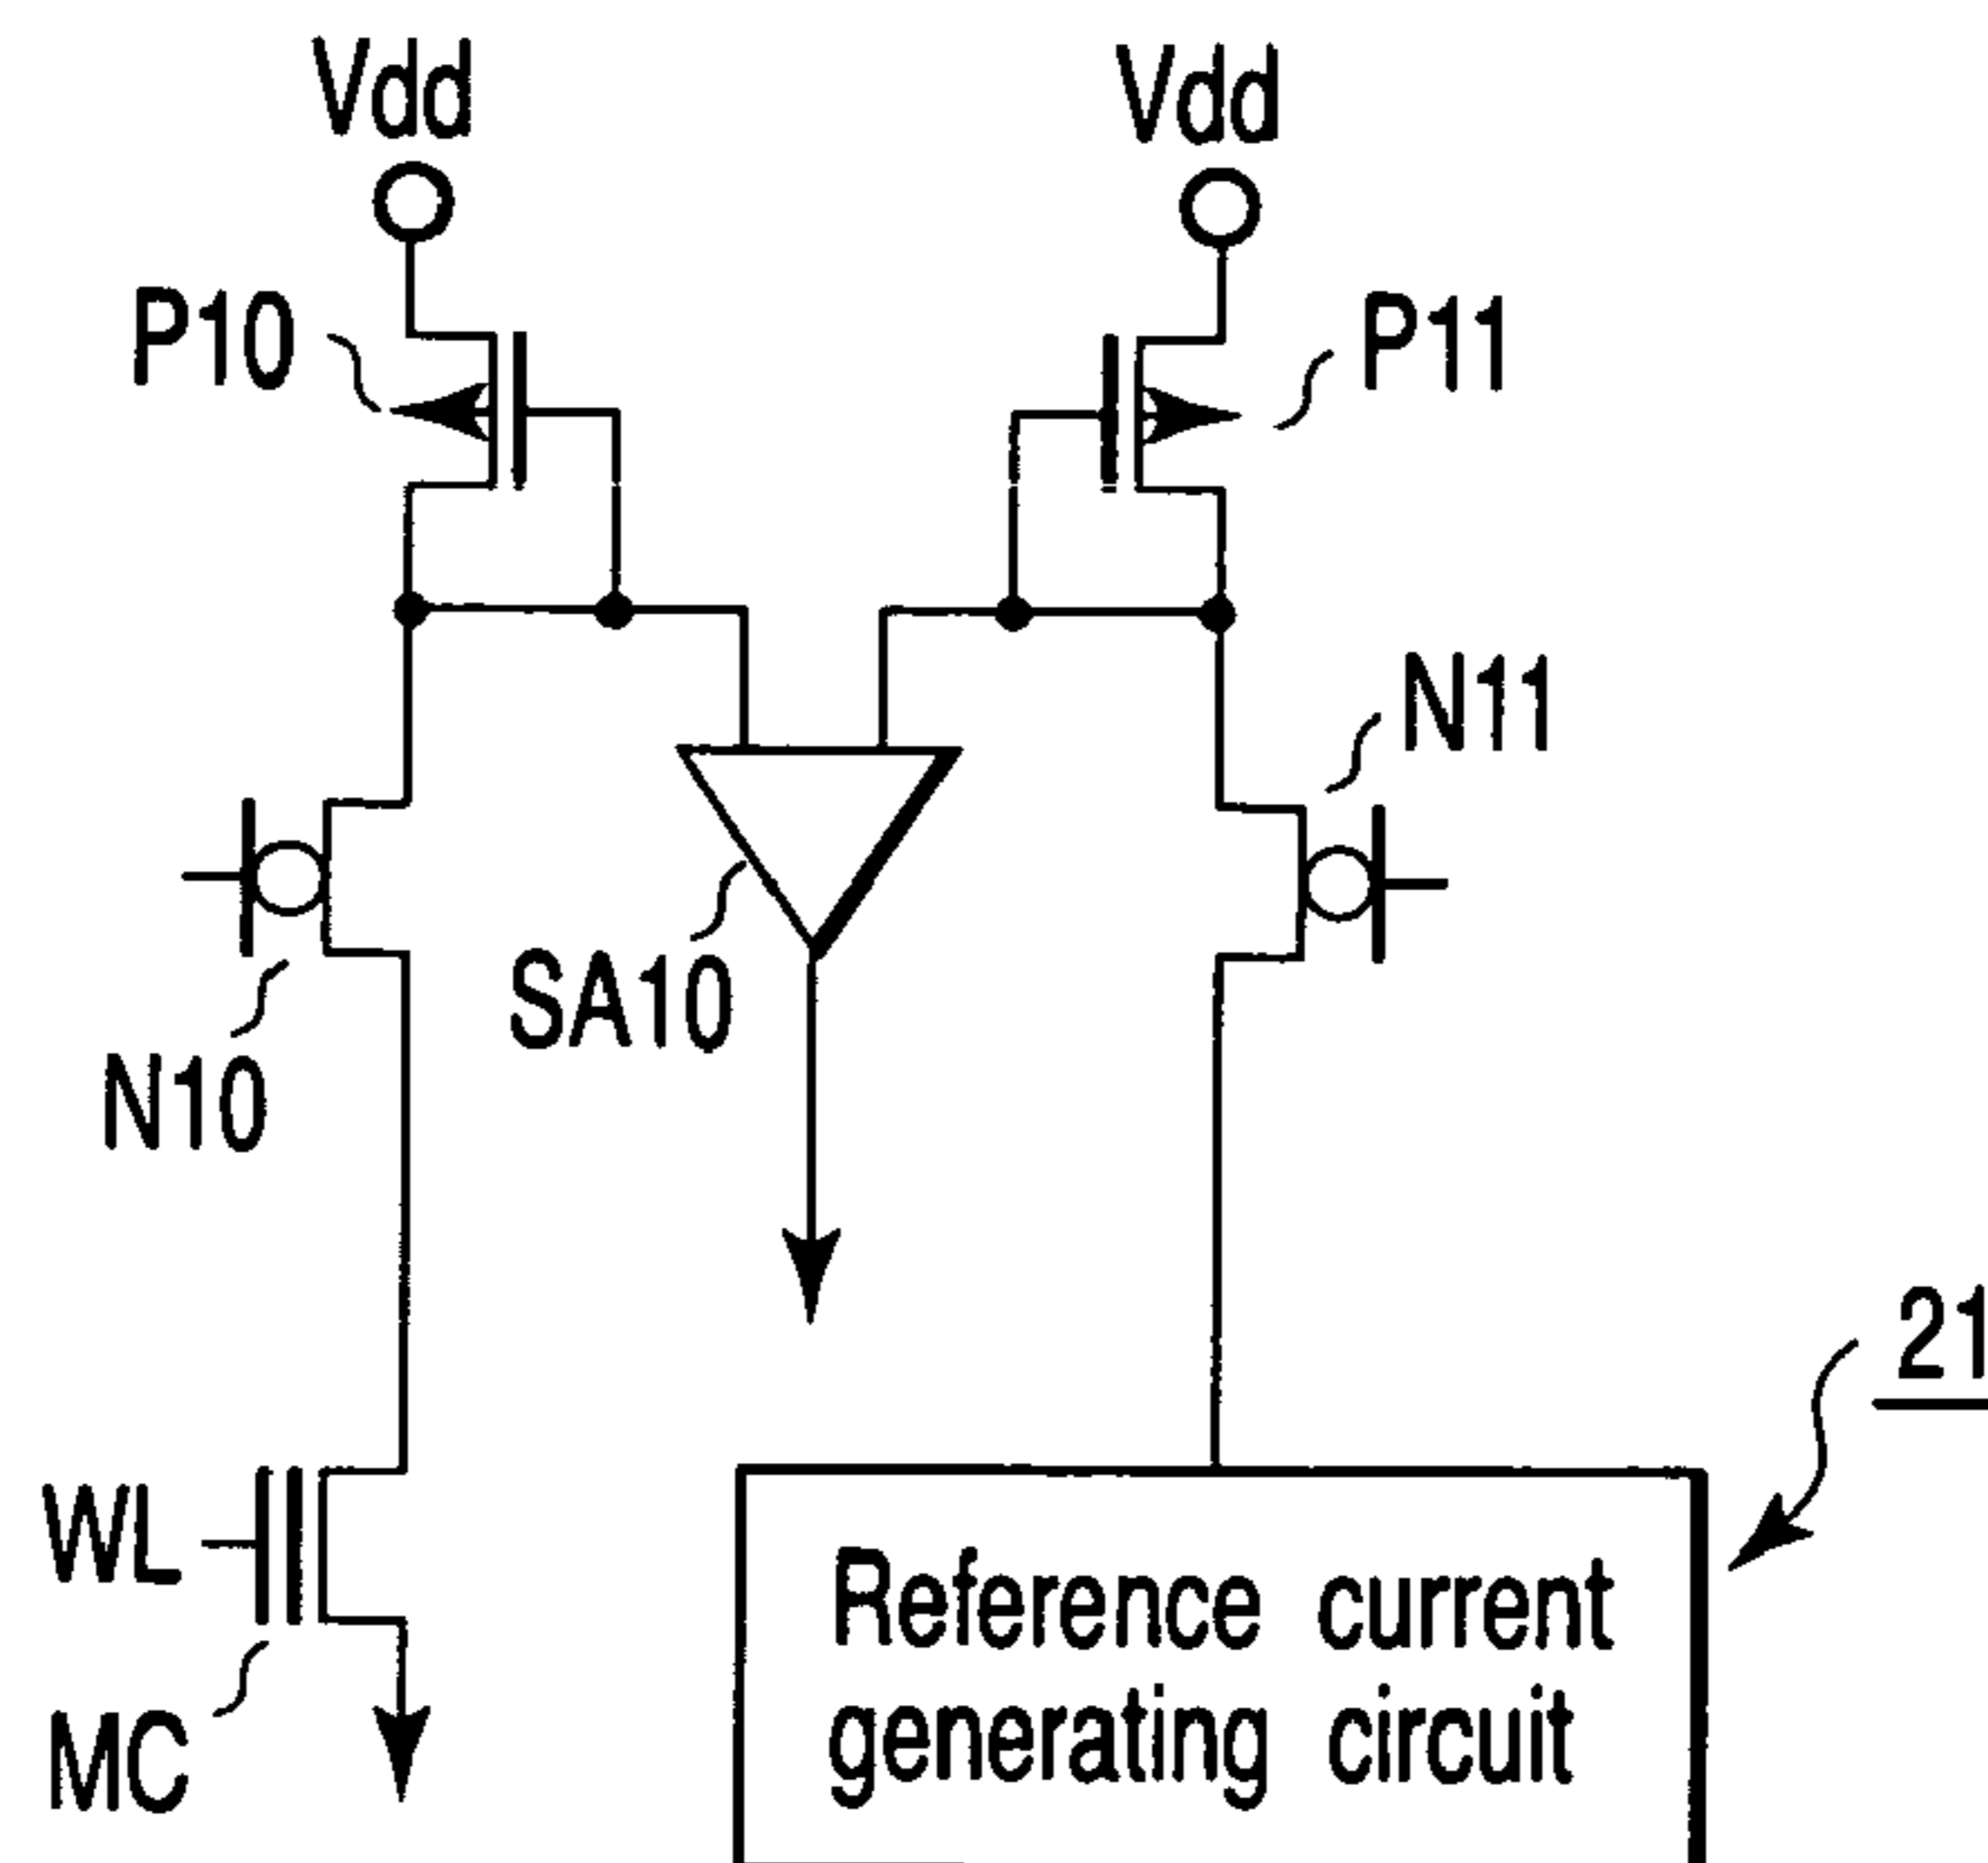 Vdd
Vdd
P10
P11
N11
SA10
N10
21
WL
Reference current
generating circuit
MC